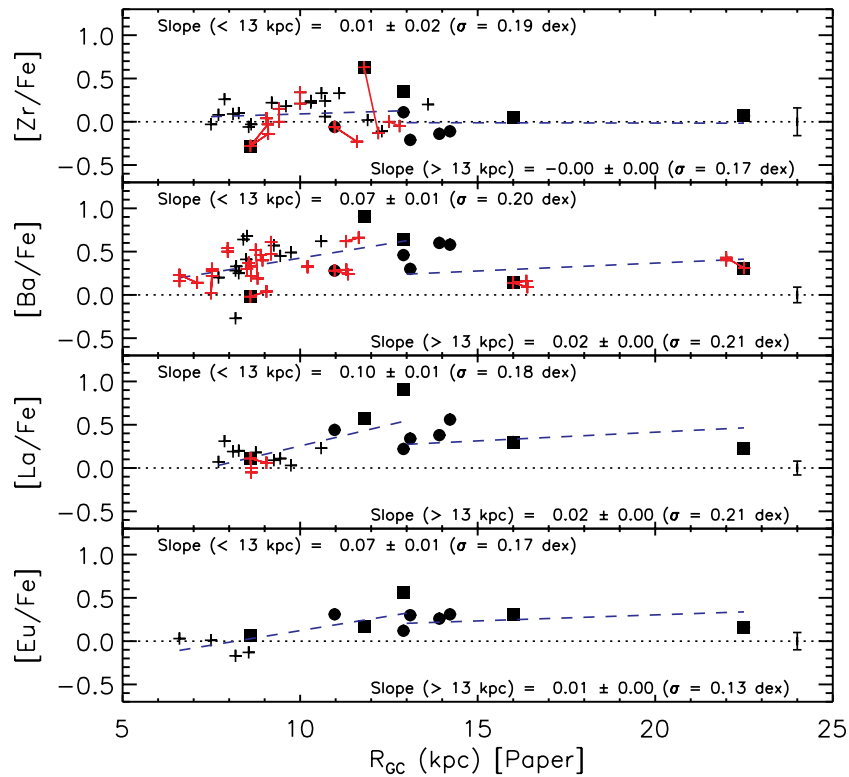 Slope (< 13 kpc) = 0.01 ± 0.02 (σ = 0.19 dex)
1.0
0.5
0.0
−0.5
[Zr/Fe]
Slope (> 13 kpc) = −0.00 ± 0.00 (σ = 0.17 dex)
Slope (< 13 kpc) = 0.07 ± 0.01 (σ = 0.20 dex)
1.0
0.5
0.0
−0.5
[Ba/Fe]
Slope (> 13 kpc) = 0.02 ± 0.00 (σ = 0.21 dex)
Slope (< 13 kpc) = 0.10 ± 0.01 (σ = 0.18 dex)
1.0
0.5
0.0
−0.5
[La/Fe]
Slope (> 13 kpc) = 0.02 ± 0.00 (σ = 0.21 dex)
Slope (< 13 kpc) = 0.07 ± 0.01 (σ = 0.17 dex)
1.0
0.5
0.0
−0.5
[Eu/Fe]
Slope (> 13 kpc) = 0.01 ± 0.00 (σ = 0.13 dex)
5 10 15 20 25
R_GC (kpc) [Paper]